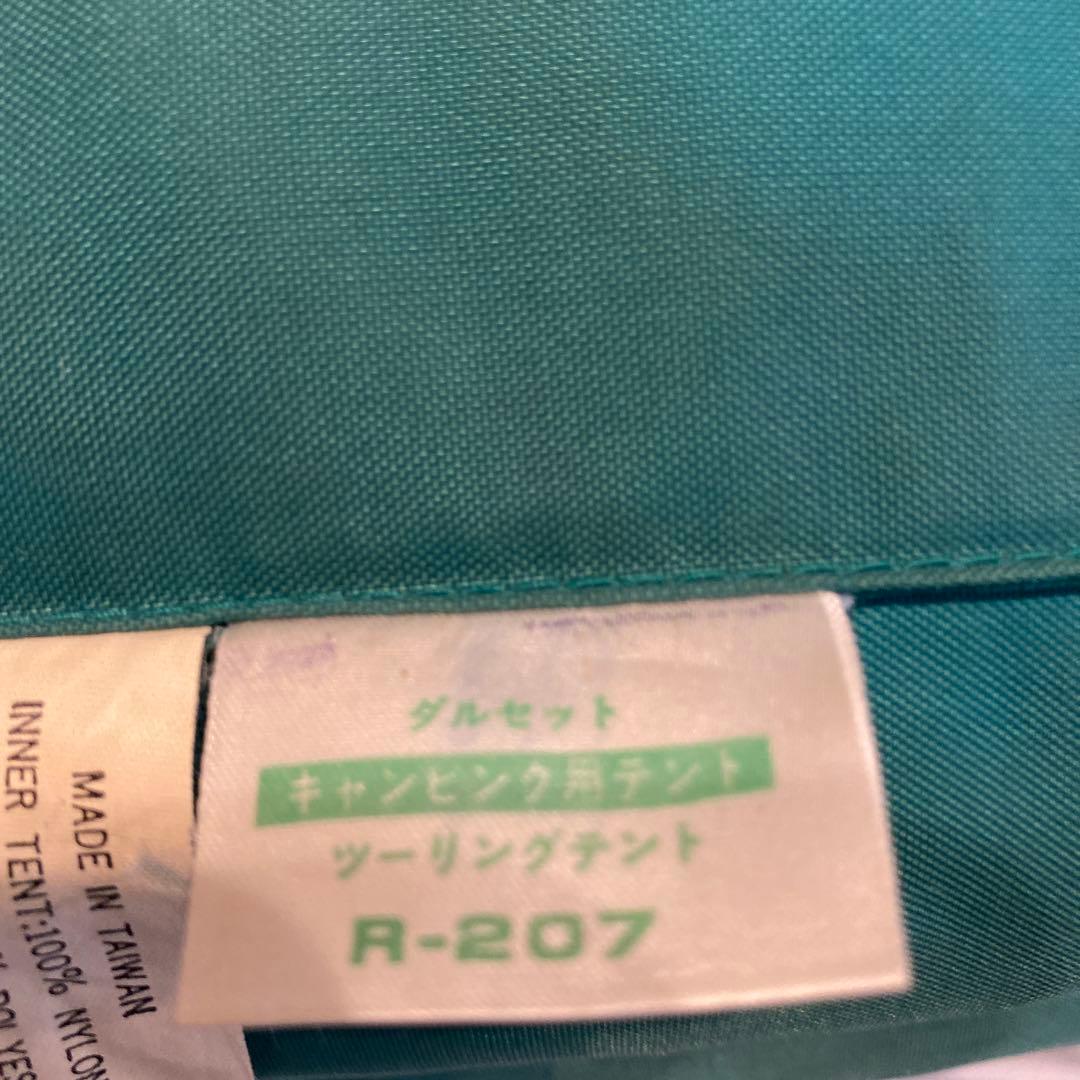 ダルセット
キャンピング用テント
ツーリングテント
R-207
MADE IN TAIWAN
INNER TENT:100% NYLON